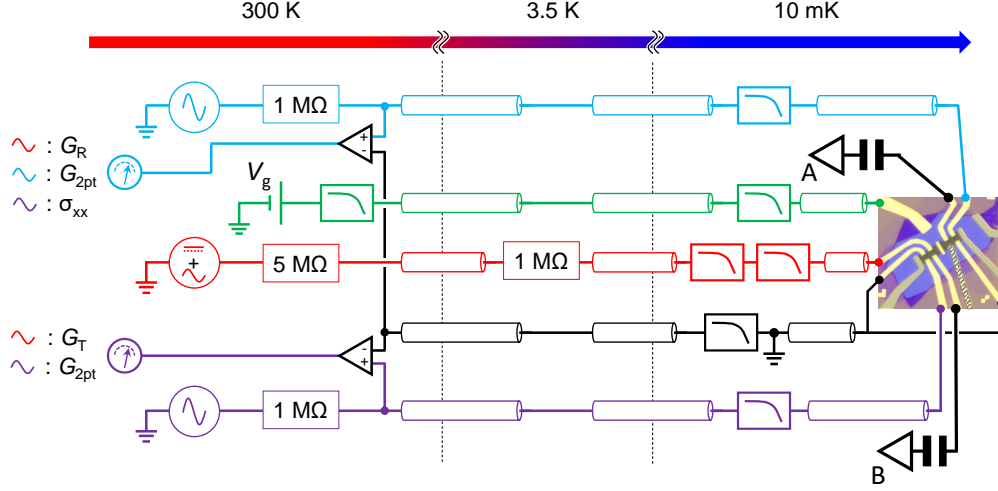 300 K 3.5 K 10 mK
1 MΩ
+
-
A
: G_R
: G_2pt
: σ_xx
V_g
+
5 MΩ
1 MΩ
: G_T
: G_2pt
-
+
1 MΩ
B